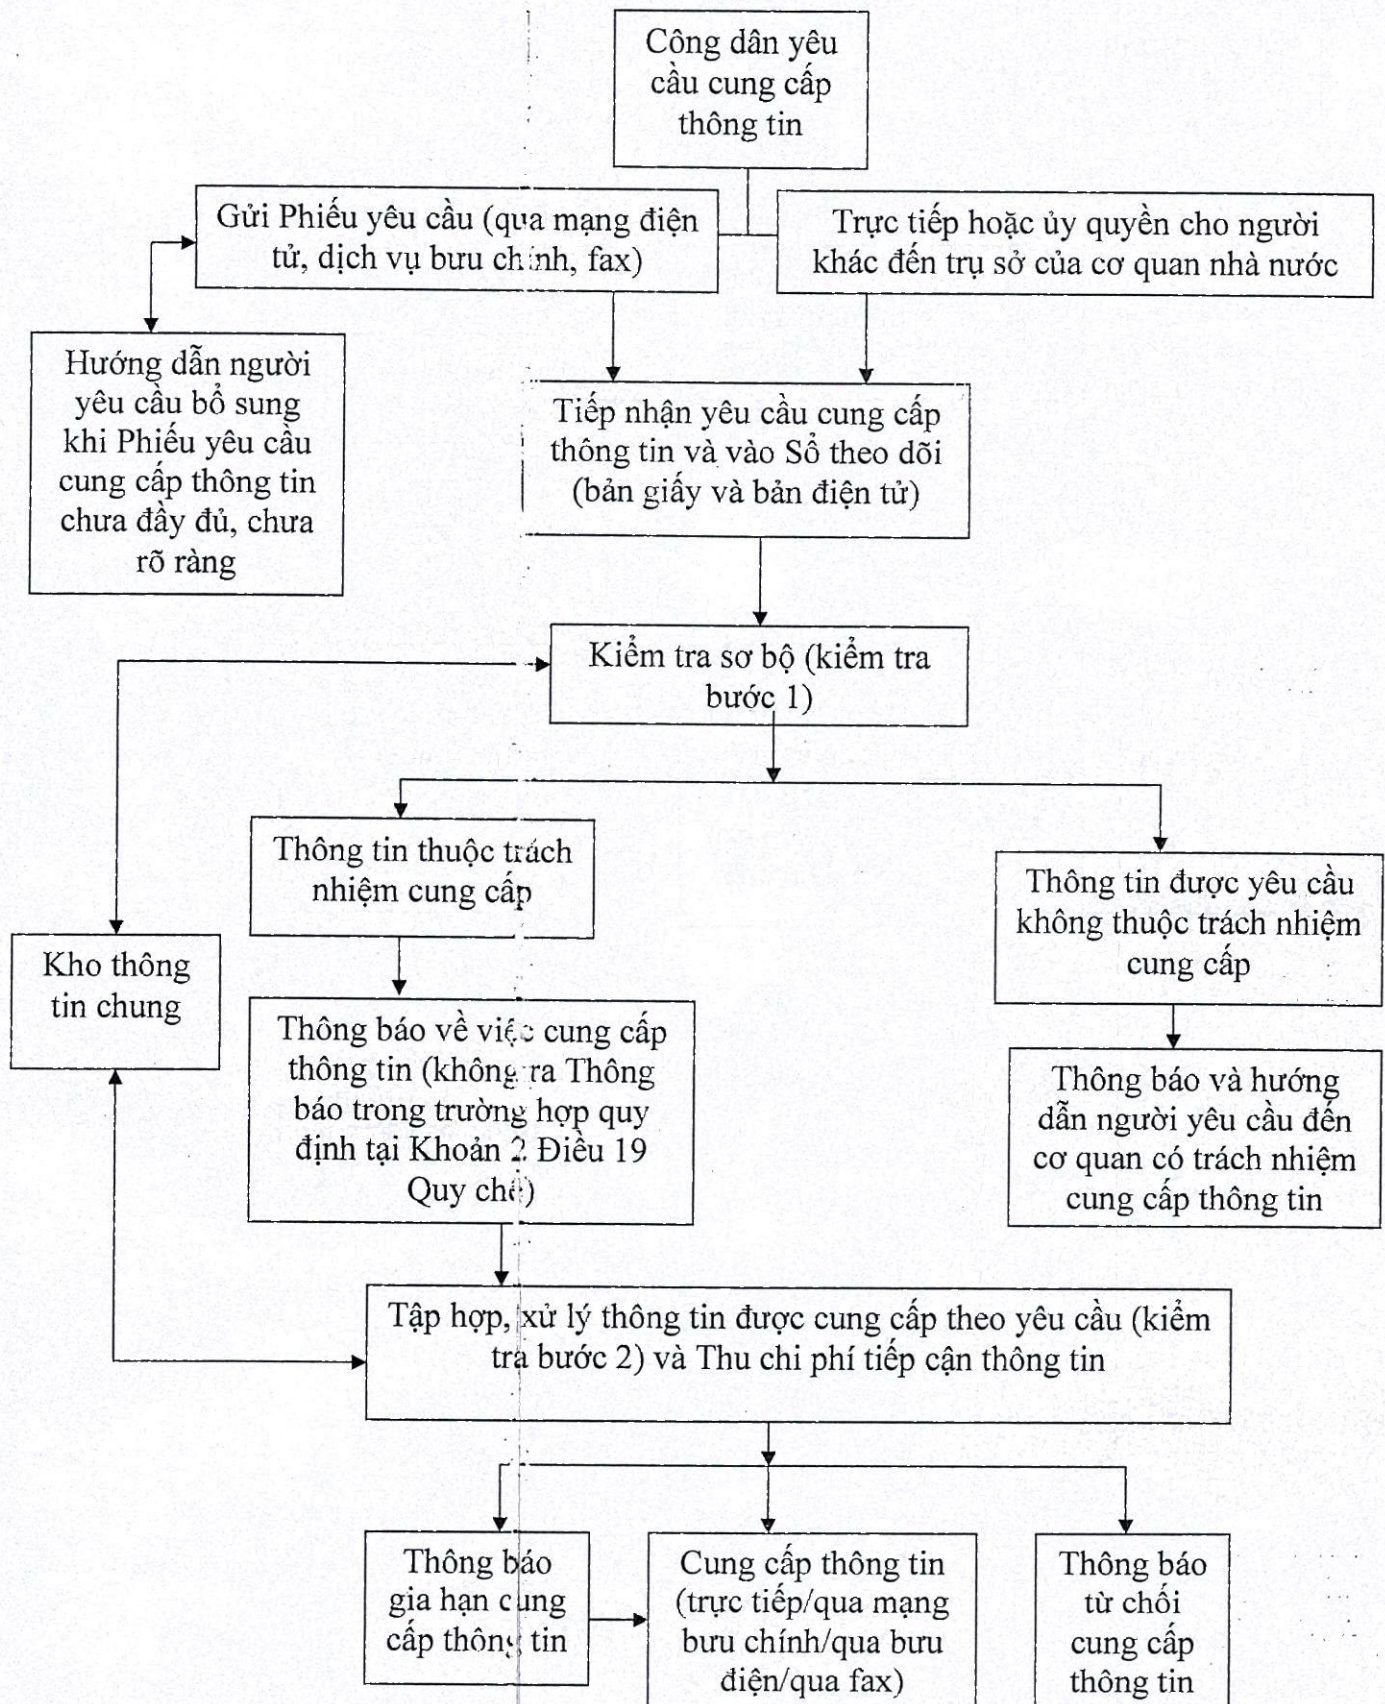 Công dân yêu
cầu cung cấp
thông tin
Gửi Phiếu yêu cầu (qua mạng điện
tử, dịch vụ bưu chính, fax)
Trực tiếp hoặc ủy quyền cho người
khác đến trụ sở của cơ quan nhà nước
Hướng dẫn người
yêu cầu bổ sung
khi Phiếu yêu cầu
cung cấp thông tin
chưa đầy đủ, chưa
rõ ràng
Tiếp nhận yêu cầu cung cấp
thông tin và vào Sổ theo dõi
(bản giấy và bản điện tử)
Kiểm tra sơ bộ (kiểm tra
bước 1)
Thông tin thuộc trách
nhiệm cung cấp
Thông tin được yêu cầu
không thuộc trách nhiệm
cung cấp
Kho thông
tin chung
Thông báo về việc cung cấp
thông tin (không ra Thông
báo trong trường hợp quy
định tại Khoản 2 Điều 19
Quy chế)
Thông báo và hướng
dẫn người yêu cầu đến
cơ quan có trách nhiệm
cung cấp thông tin
Tập hợp, xử lý thông tin được cung cấp theo yêu cầu (kiểm
tra bước 2) và Thu chi phí tiếp cận thông tin
Thông báo
gia hạn cung
cấp thông tin
Cung cấp thông tin
(trực tiếp/qua mạng
bưu chính/qua bưu
điện/qua fax)
Thông báo
từ chối
cung cấp
thông tin